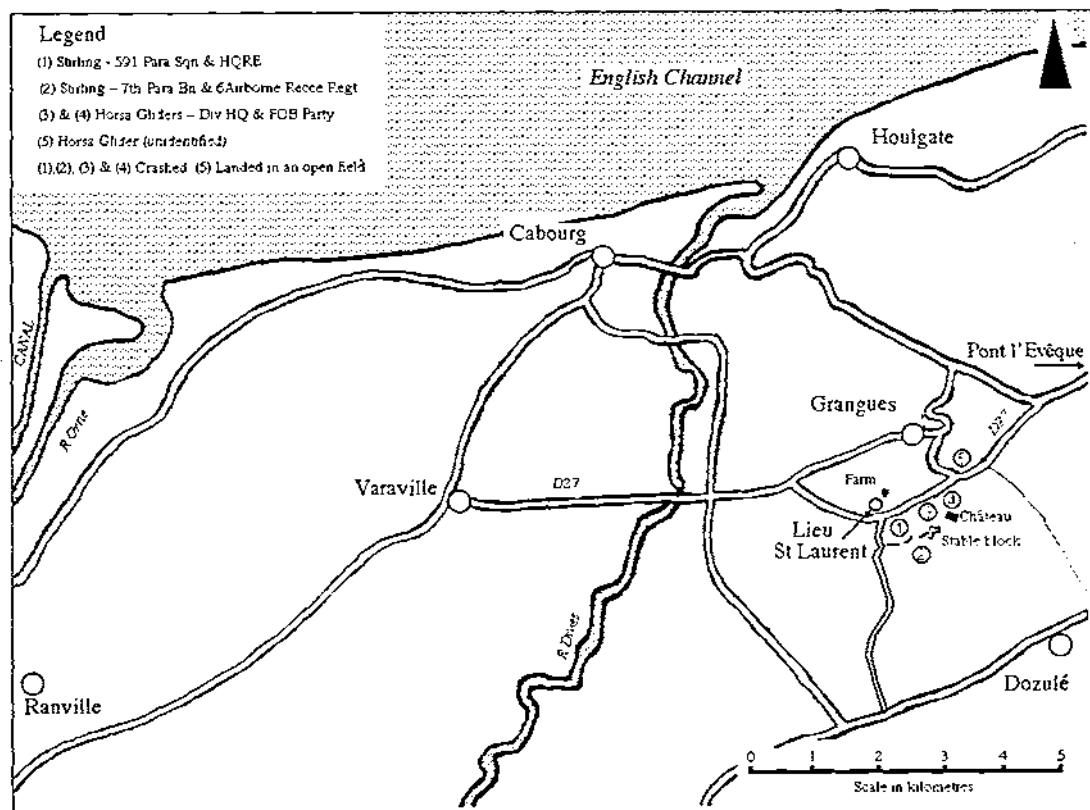 Legend
(1) Stirling - 591 Para Sqn & HQRE
(2) Stirling – 7th Para Bn & 6Airborne Recce Regt
(3) & (4) Horsa Gliders – Div HQ & FOB Party
(5) Horsa Glider (unidentified)
(1),(2), (3) & (4) Crashed (5) Landed in an open field
English Channel
Houlgate
Cabourg
CANAL
R Orne
Pont l'Evêque
Grangues
D27
Varaville
D27
Farm
Lieu
St Laurent
Château
Stable block
1
2
R Dives
Ranville
Dozulé
0 1 2 3 4 5
Scale in kilometres